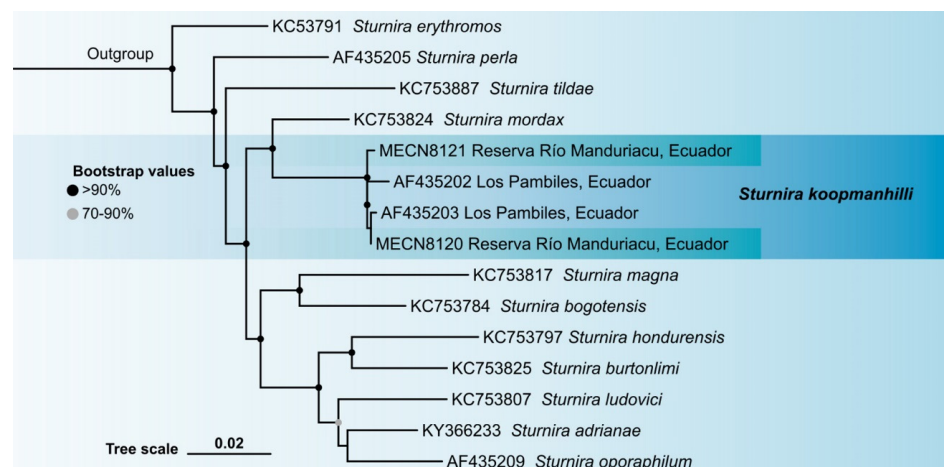 KC53791 Sturnira erythromos
Outgroup
AF435205 Sturnira perla
KC753887 Sturnira tildae
KC753824 Sturnira mordax
MECN8121 Reserva Río Manduriacu, Ecuador
Bootstrap values
>90%
70-90%
AF435202 Los Pambiles, Ecuador
Sturnira koopmanhilli
AF435203 Los Pambiles, Ecuador
MECN8120 Reserva Río Manduriacu, Ecuador
KC753817 Sturnira magna
KC753784 Sturnira bogotensis
KC753797 Sturnira hondurensis
KC753825 Sturnira burtonlimi
KC753807 Sturnira ludovici
KY366233 Sturnira adrianae
Tree scale 0.02
AF435209 Sturnira oporaphilum